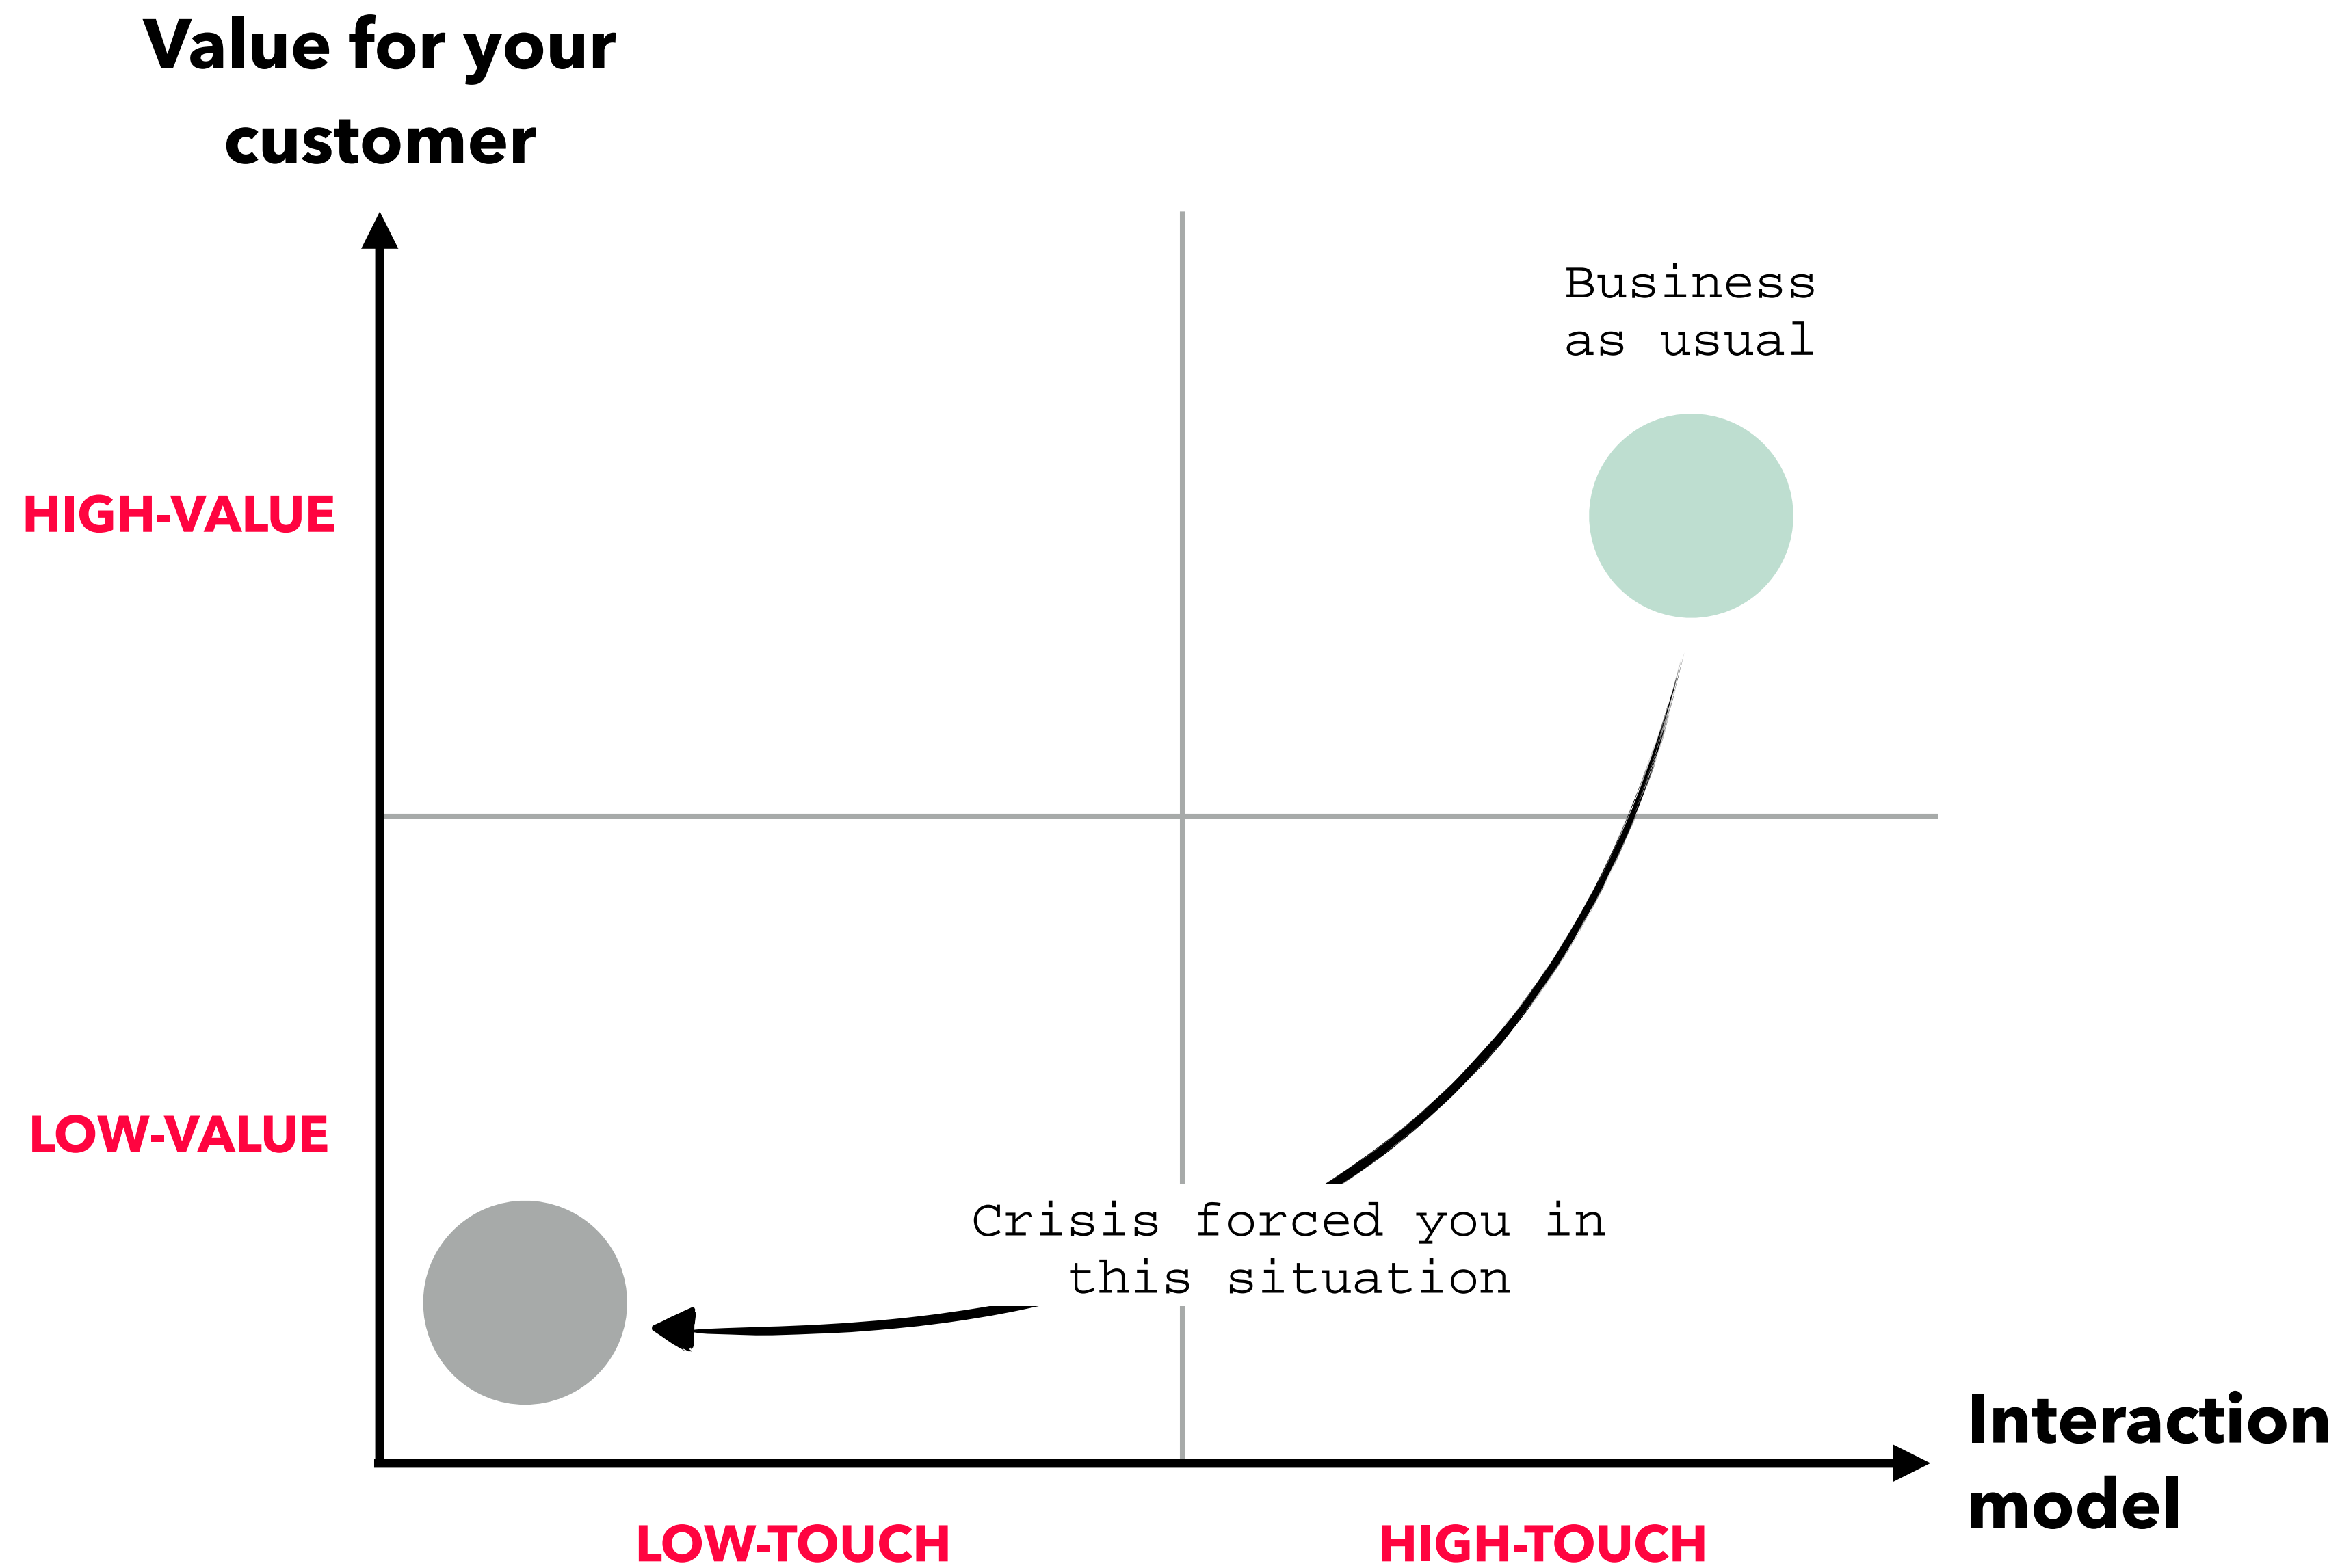 Value for your
customer
Business
as usual
HIGH-VALUE
LOW-VALUE
Crisis forced you in
this situation
Interaction
model
LOW-TOUCH
HIGH-TOUCH